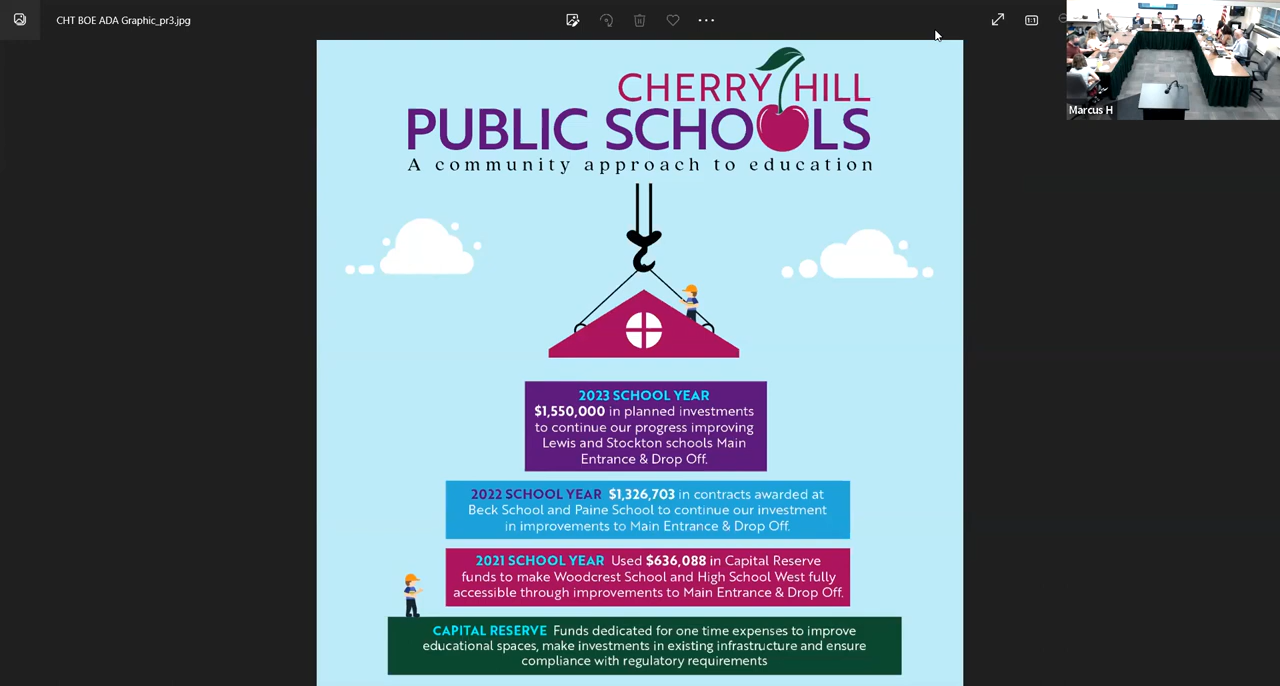 CHT BOE ADA Graphic_pr3.jpg
Marcus H
CHERRY HILL
PUBLIC SCHOOLS
A community approach to education
2023 SCHOOL YEAR
$1,550,000 in planned investments
to continue our progress improving
Lewis and Stockton schools Main
Entrance & Drop Off.
2022 SCHOOL YEAR $1,326,703 in contracts awarded at
Beck School and Paine School to continue our investment
in improvements to Main Entrance & Drop Off.
2021 SCHOOL YEAR Used $636,088 in Capital Reserve
funds to make Woodcrest School and High School West fully
accessible through improvements to Main Entrance & Drop Off.
CAPITAL RESERVE Funds dedicated for one time expenses to improve
educational spaces, make investments in existing infrastructure and ensure
compliance with regulatory requirements